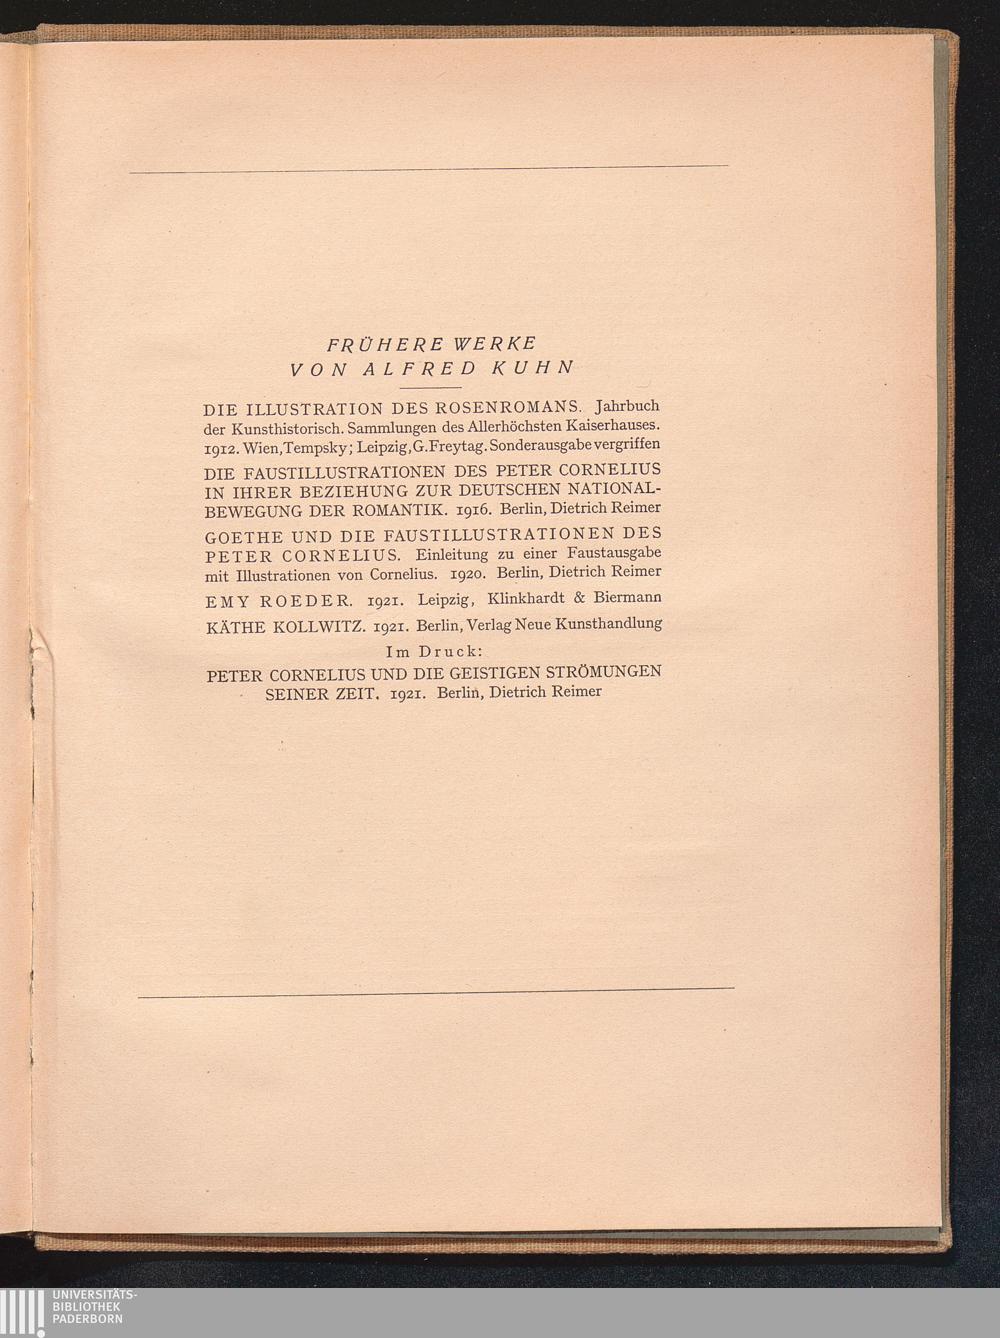 FRÜHERE WERKE
VON ALFRED KUHN
DIE ILLUSTRATION DES ROSENROMANS. Jahrbuch
der Kunsthistorisch. Sammlungen des Allerhöchsten Kaiserhauses.
1912. Wien, Tempsky; Leipzig, G. Freytag. Sonderausgabe vergriffen
DIE FAUSTILLUSTRATIONEN DES PETER CORNELIUS
IN IHRER BEZIEHUNG ZUR DEUTSCHEN NATIONAL-
BEWEGUNG DER ROMANTIK. 1916. Berlin, Dietrich Reimer
GOETHE UND DIE FAUSTILLUSTRATIONEN DES
PETER CORNELIUS. Einleitung zu einer Faustausgabe
mit Illustrationen von Cornelius. 1920. Berlin, Dietrich Reimer
EMY ROEDER. 1921. Leipzig, Klinkhardt & Biermann
KÄTHE KOLLWITZ. 1921. Berlin, Verlag Neue Kunsthandlung
Im Druck:
PETER CORNELIUS UND DIE GEISTIGEN STRÖMUNGEN
SEINER ZEIT. 1921. Berlin, Dietrich Reimer
UNIVERSITÄTS-
BIBLIOTHEK
PADERBORN